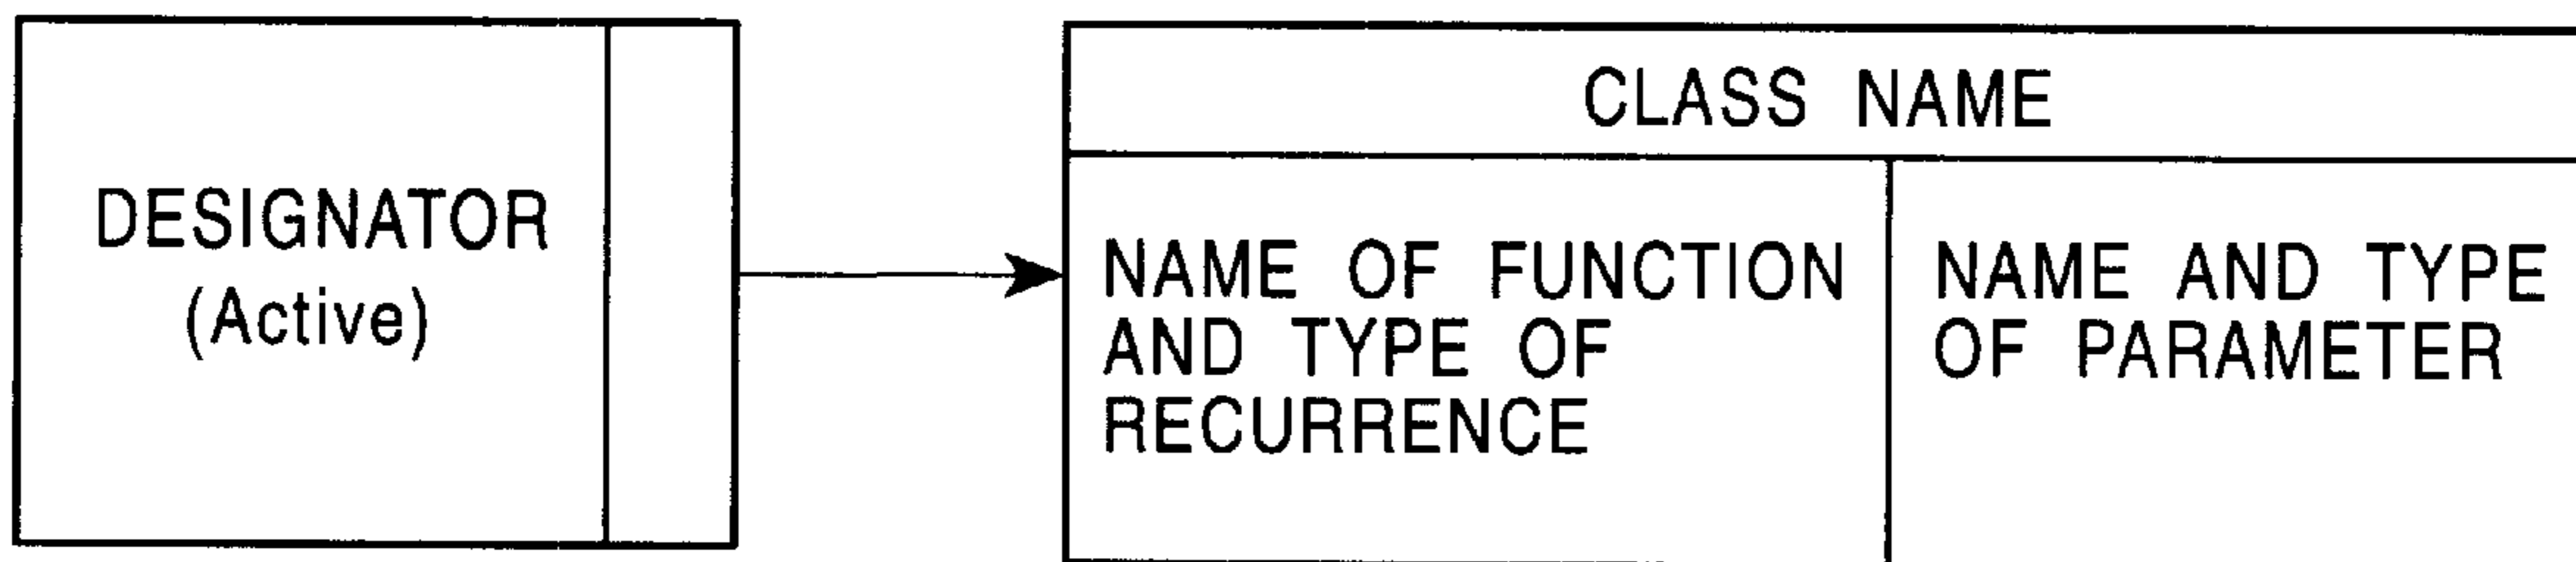 DESIGNATOR
(Active)
CLASS NAME
NAME OF FUNCTION
AND TYPE OF
RECURRENCE
NAME AND TYPE
OF PARAMETER